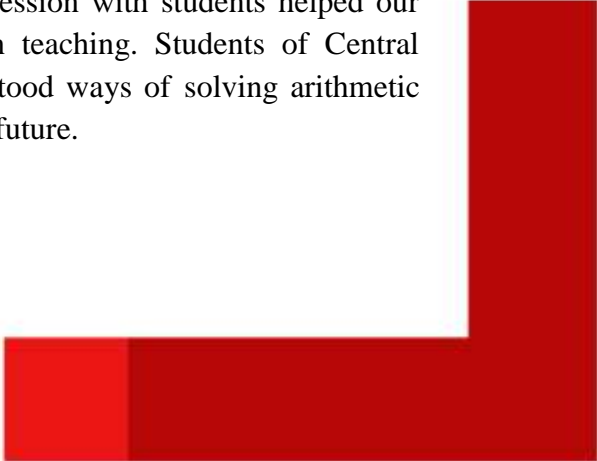 ession with students helped our
teaching. Students of Central
tood ways of solving arithmetic
future.